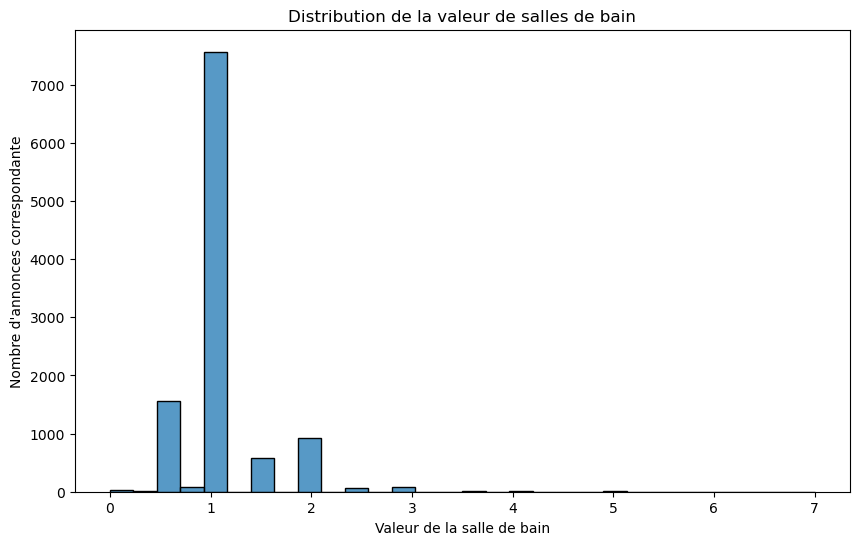 Distribution de la valeur de salles de bain
Nombre d'annonces correspondante
7000
6000
5000
4000
3000
2000
1000
0
0 1 2 3 4 5 6 7
Valeur de la salle de bain